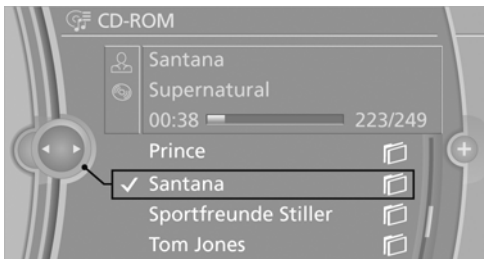 CD-ROM
Santana
Supernatural
00:38 223/249
Prince
Santana
Sportfreunde Stiller
Tom Jones